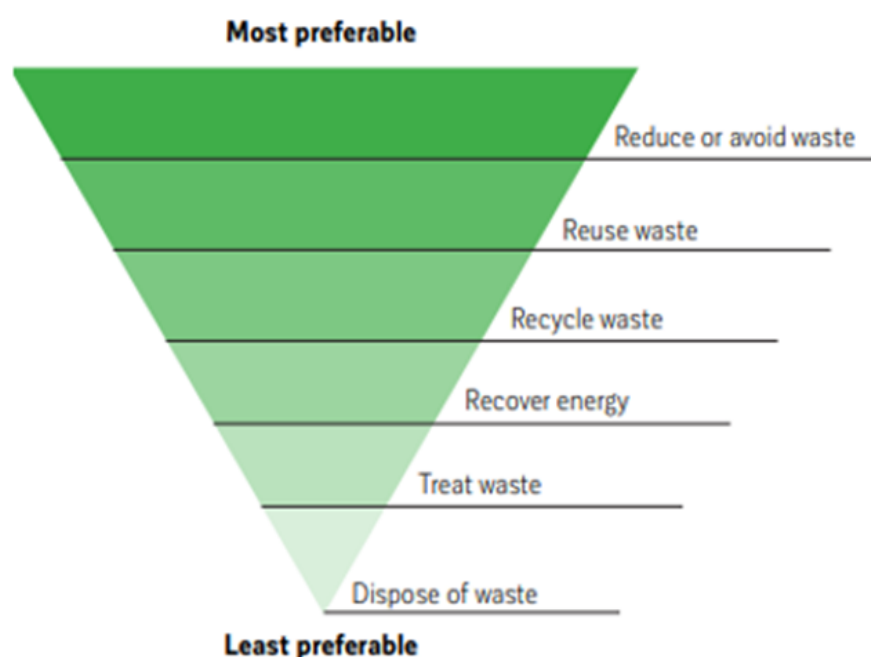 Most preferable
Reduce or avoid waste
Reuse waste
Recycle waste
Recover energy
Treat waste
Dispose of waste
Least preferable